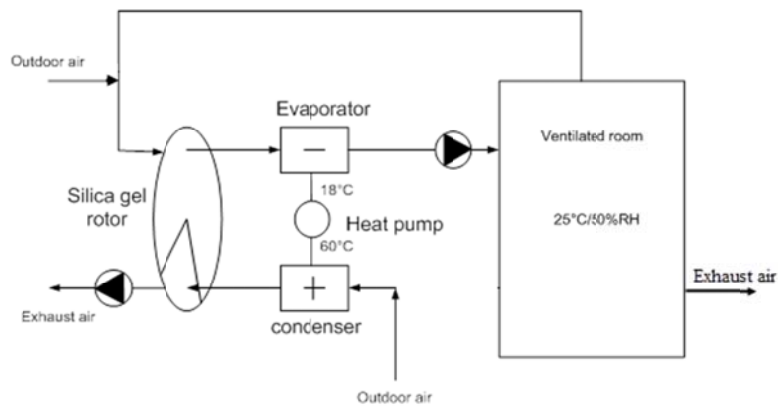 Outdoor air
Evaporator
Ventilated room
18°C
Silica gel
rotor
Heat pump
25°C/50%RH
60°C
Exhaust air
Exhaust air
condenser
Outdoor air